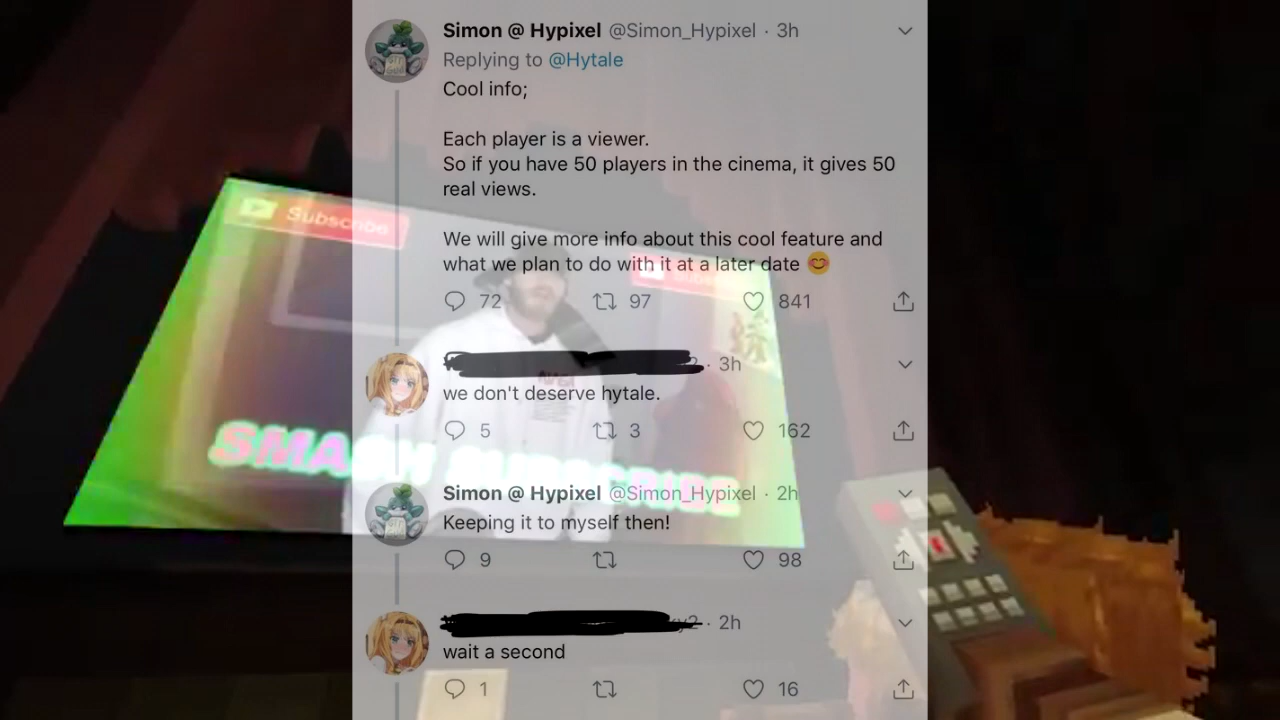 Simon @ Hypixel @Simon_Hypixel · 3h
Replying to @Hytale
Cool info;
Each player is a viewer.
So if you have 50 players in the cinema, it gives 50
real views.
We will give more info about this cool feature and
what we plan to do with it at a later date 😊
72 97 841
· 3h
we don't deserve hytale.
5 3 162
Simon @ Hypixel @Simon_Hypixel · 2h
Keeping it to myself then!
9 98
· 2h
wait a second
1 16
Subscribe
NASA
SMASH SUBSCRIBE